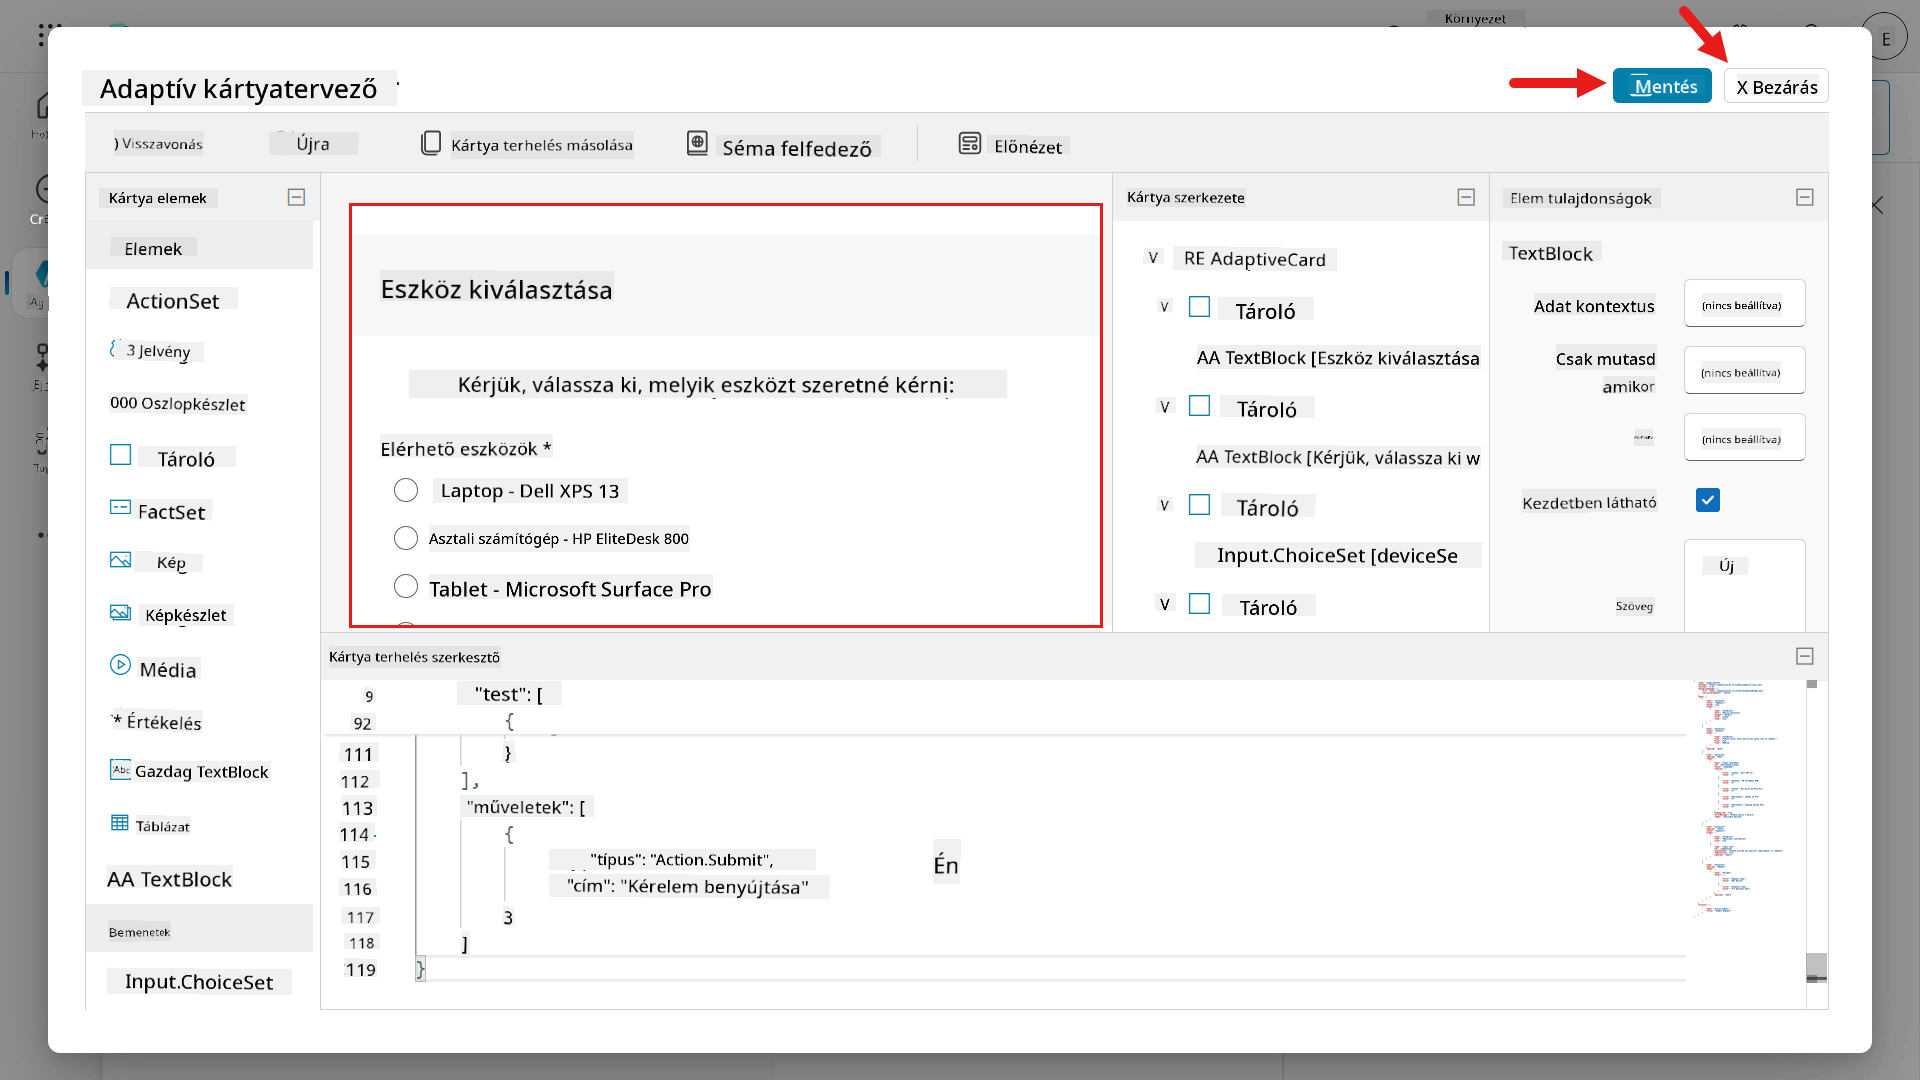 Környezet
E
Adaptív kártyatervező
Mentés
X Bezárás
) Visszavonás
Újra
Kártya terhelés másolása
Séma felfedező
Előnézet
Kártya elemek
Elemek
ActionSet
3 Jelvény
000 Oszlopkészlet
Tároló
FactSet
Kép
Képkészlet
Média
* Értékelés
Abc Gazdag TextBlock
Táblázat
AA TextBlock
Bemenetek
Input.ChoiceSet
Eszköz kiválasztása
Kérjük, válassza ki, melyik eszközt szeretné kérni:
Elérhető eszközök *
Laptop - Dell XPS 13
Asztali számítógép - HP EliteDesk 800
Tablet - Microsoft Surface Pro
Kártya szerkezete
V RE AdaptiveCard
V Tároló
AA TextBlock [Eszköz kiválasztása
V Tároló
AA TextBlock [Kérjük, válassza ki w
V Tároló
Input.ChoiceSet [deviceSe
V Tároló
Elem tulajdonságok
TextBlock
Adat kontextus
(nincs beállítva)
Csak mutasd
amikor
(nincs beállítva)
(nincs beállítva)
Kezdetben látható
Új
Szöveg
Kártya terhelés szerkesztő
9 "test": [
92 {
111 }
112 ],
113 "műveletek": [
114 {
115 "típus": "Action.Submit",
Én
116 "cím": "Kérelem benyújtása"
117 3
118 ]
119 }